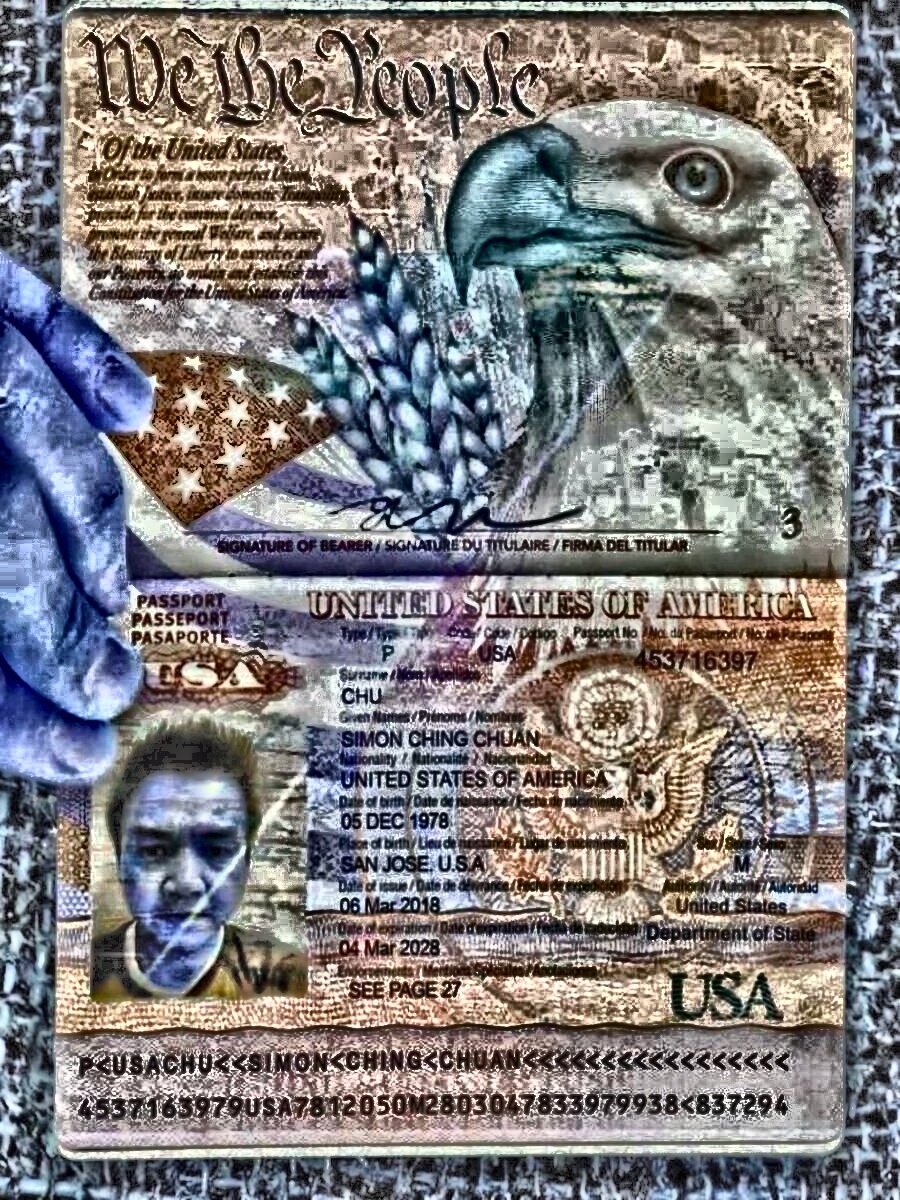 We the People
Of the United States,
in Order to form a more perfect Union,
establish Justice, insure domestic
provide for the common defence,
promote the general Welfare, and secure
the Blessings of Liberty to ourselves and
our Posterity, do ordain and establish this
Constitution for the United States of America.
SIGNATURE OF BEARER / SIGNATURE DU TITULAIRE / FIRMA DEL TITULAR
3
PASSPORT
PASSEPORT
PASAPORTE
USA
UNITED STATES OF AMERICA
Type / Type / Tipo Code / Code / Codigo Passport No. / No. du Passeport / No. de Pasaporte
P USA 453716397
Surname / Nom / Apellidos
CHU
Given Names / Prénoms / Nombres
SIMON CHING CHUAN
Nationality / Nationalité / Nacionalidad
UNITED STATES OF AMERICA
Date of birth / Date de naissance / Fecha de nacimiento
05 DEC 1978
Place of birth / Lieu de naissance / Lugar de nacimiento Sex / Sexe / Sexo
SAN JOSE. U.S.A M
Date of issue / Date de délivrance / Fecha de expedición Authority / Autorité / Autoridad
06 Mar 2018 United States
Date of expiration / Date d'expiration / Fecha de caducidad Department of State
04 Mar 2028
Endorsements / Mentions Spéciales / Anotaciones
SEE PAGE 27
USA
P<USACHU<<SIMON<CHING<CHUAN<<<<<<<<<<<<<<<<<
4537163979USA7812050M2803047833979938<837294